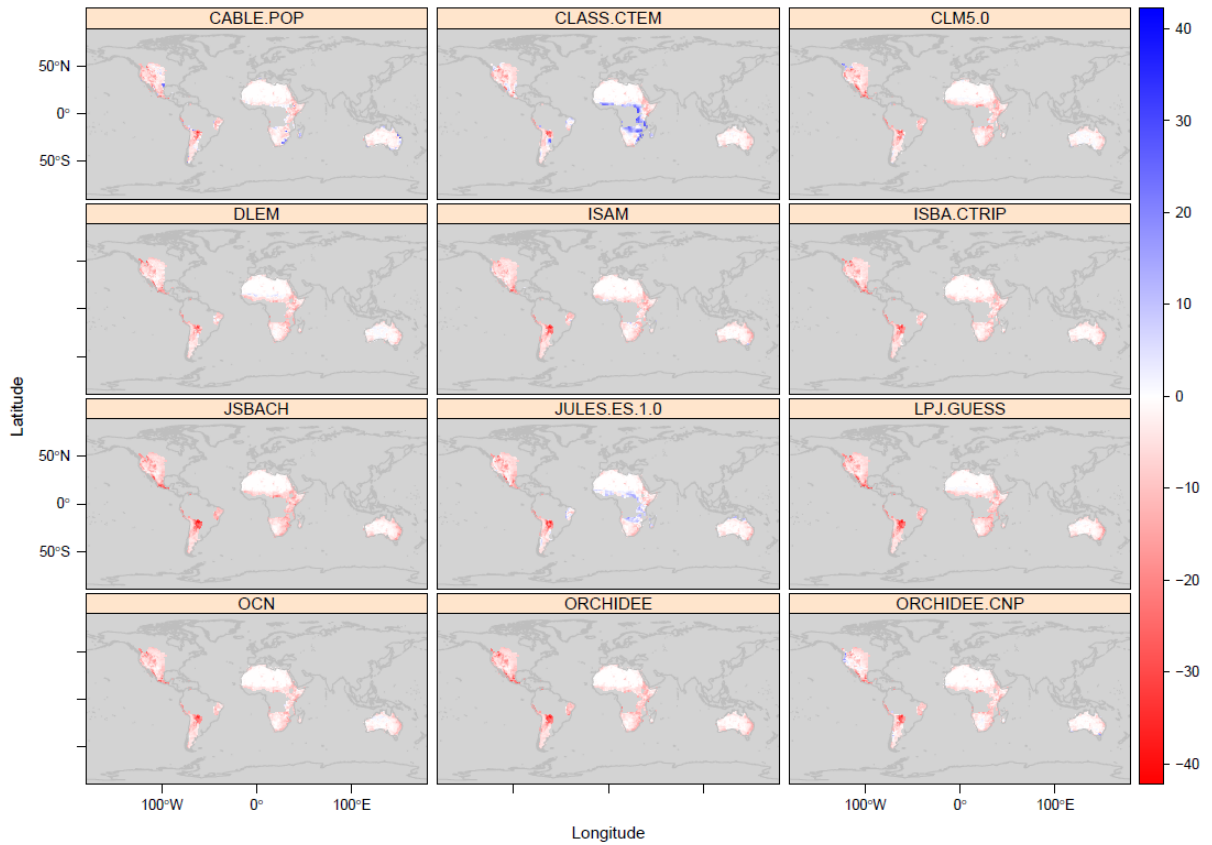 CABLE.POP
CLASS.CTEM
CLM5.0
50°N
0°
50°S
DLEM
ISAM
ISBA.CTRIP
JSBACH
JULES.ES.1.0
LPJ.GUESS
50°N
0°
50°S
OCN
ORCHIDEE
ORCHIDEE.CNP
100°W
0°
100°E
100°W
0°
100°E
Longitude
Latitude
40
30
20
10
0
−10
−20
−30
−40